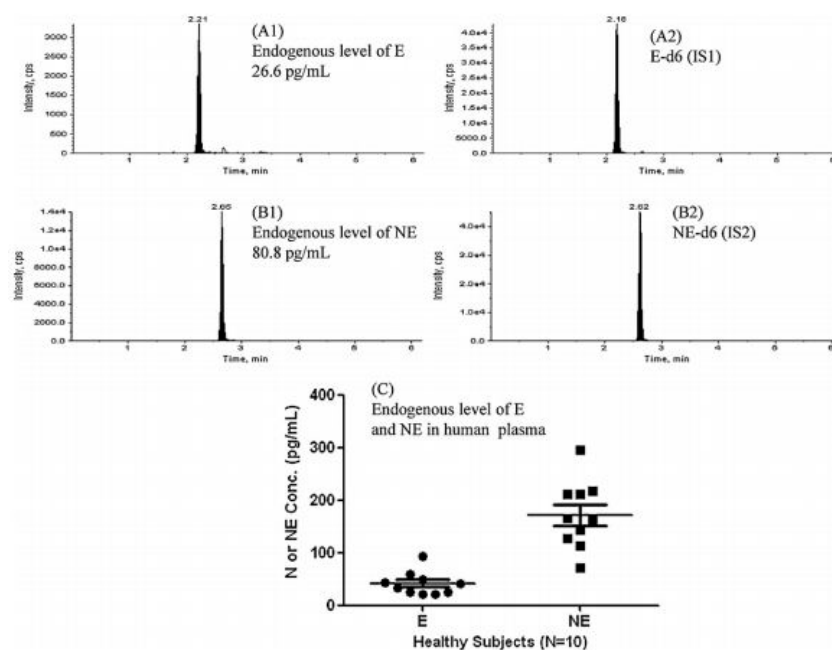 2.21
(A1)
Endogenous level of E
26.6 pg/mL
Intensity, cps
3000
2500
2000
1500
1000
500
0
1 2 3 4 5 6
Time, min
2.16
(A2)
E-d6 (IS1)
Intensity, cps
4.0e4
3.0e4
2.0e4
1.0e4
5000.0
0.0
1 2 3 4 5 6
Time, min
2.65
(B1)
Endogenous level of NE
80.8 pg/mL
Intensity, cps
1.4e4
1.2e4
1.0e4
8000.0
6000.0
4000.0
2000.0
0.0
1 2 3 4 5 6
Time, min
2.62
(B2)
NE-d6 (IS2)
Intensity, cps
4.0e4
3.0e4
2.0e4
1.0e4
0.0
1 2 3 4 5 6
Time, min
(C)
Endogenous level of E
and NE in human plasma
N or NE Conc. (pg/mL)
400
300
200
100
0
E NE
Healthy Subjects (N=10)